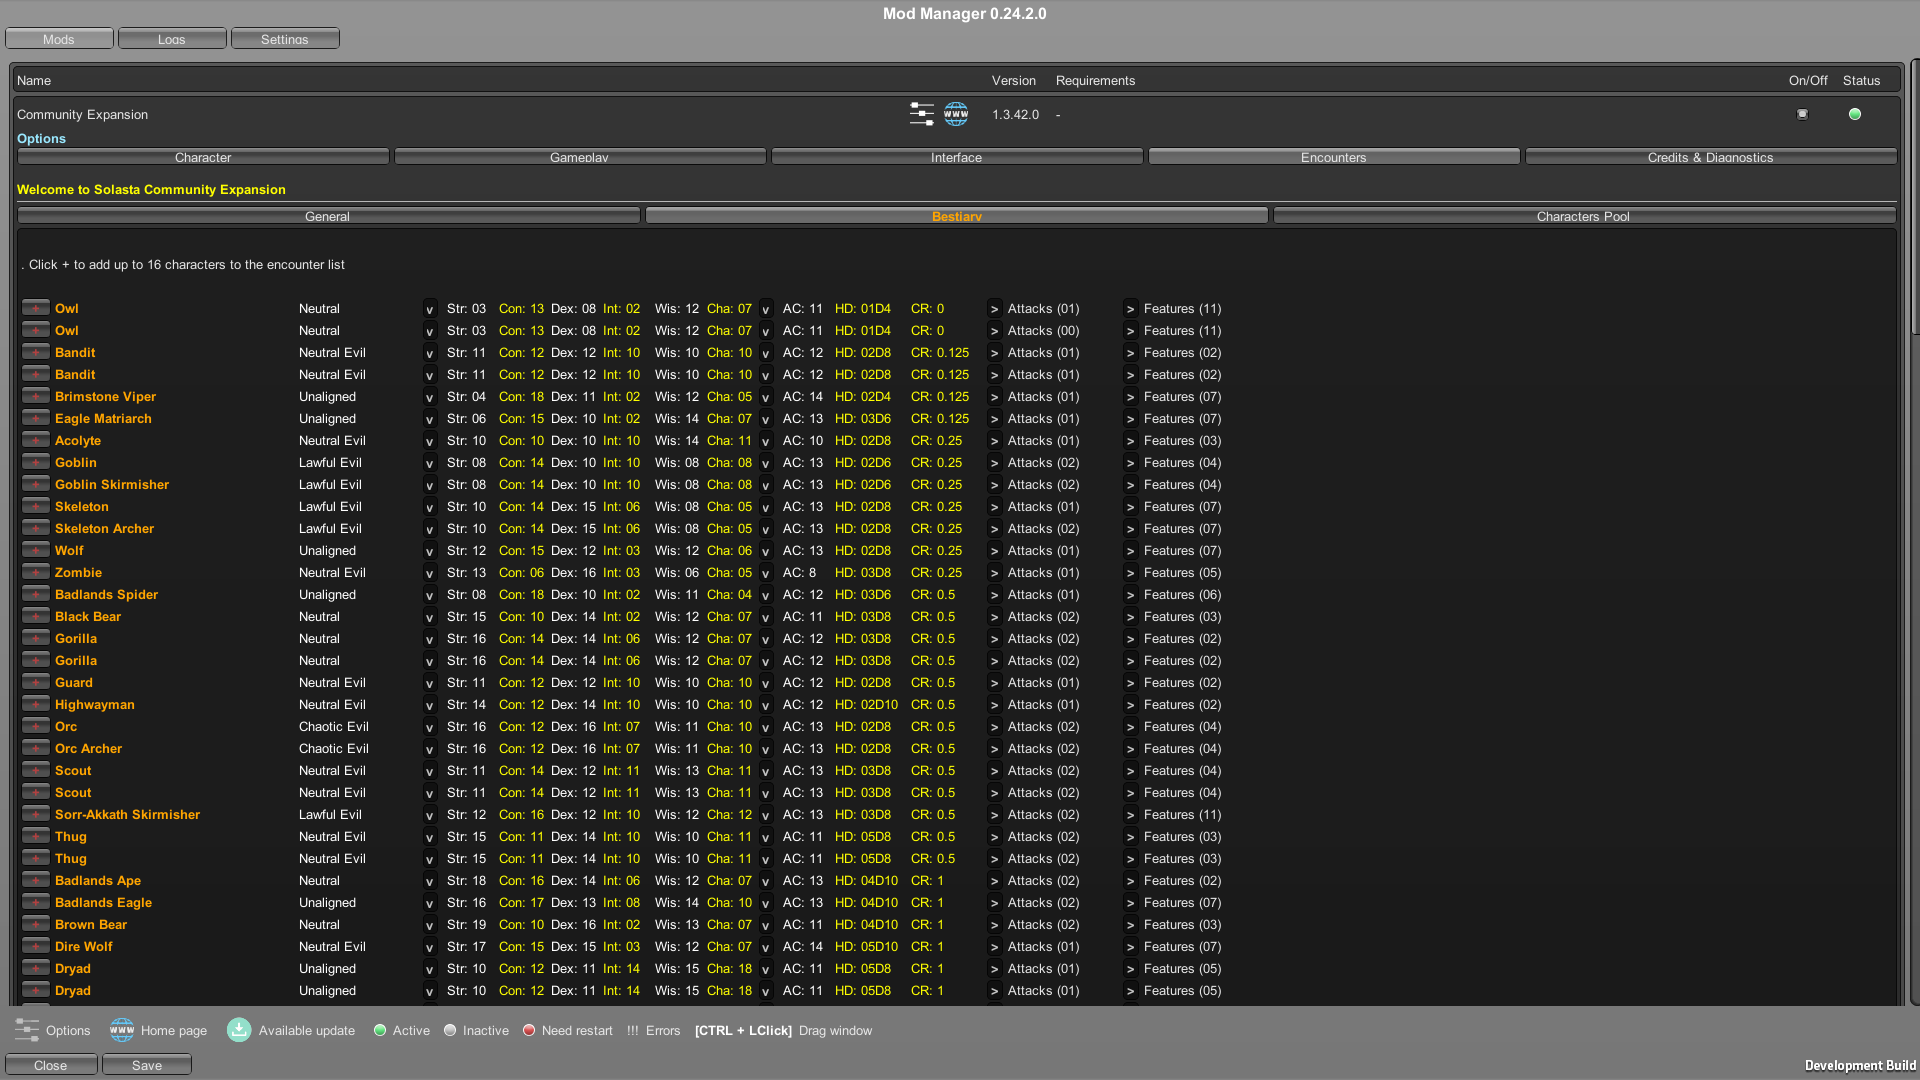 Mod Manager 0.24.2.0
Mods Logs Settings
Name Version Requirements On/Off Status
Community Expansion WWW 1.3.42.0 -
Options
Character Gameplay Interface Encounters Credits & Diagnostics
Welcome to Solasta Community Expansion
General Bestiary Characters Pool
. Click + to add up to 16 characters to the encounter list
+ Owl Neutral v Str: 03 Con: 13 Dex: 08 Int: 02 Wis: 12 Cha: 07 v AC: 11 HD: 01D4 CR: 0 > Attacks (01) > Features (11)
+ Owl Neutral v Str: 03 Con: 13 Dex: 08 Int: 02 Wis: 12 Cha: 07 v AC: 11 HD: 01D4 CR: 0 > Attacks (00) > Features (11)
+ Bandit Neutral Evil v Str: 11 Con: 12 Dex: 12 Int: 10 Wis: 10 Cha: 10 v AC: 12 HD: 02D8 CR: 0.125 > Attacks (01) > Features (02)
+ Bandit Neutral Evil v Str: 11 Con: 12 Dex: 12 Int: 10 Wis: 10 Cha: 10 v AC: 12 HD: 02D8 CR: 0.125 > Attacks (01) > Features (02)
+ Brimstone Viper Unaligned v Str: 04 Con: 18 Dex: 11 Int: 02 Wis: 12 Cha: 05 v AC: 14 HD: 02D4 CR: 0.125 > Attacks (01) > Features (07)
+ Eagle Matriarch Unaligned v Str: 06 Con: 15 Dex: 10 Int: 02 Wis: 14 Cha: 07 v AC: 13 HD: 03D6 CR: 0.125 > Attacks (01) > Features (07)
+ Acolyte Neutral Evil v Str: 10 Con: 10 Dex: 10 Int: 10 Wis: 14 Cha: 11 v AC: 10 HD: 02D8 CR: 0.25 > Attacks (01) > Features (03)
+ Goblin Lawful Evil v Str: 08 Con: 14 Dex: 10 Int: 10 Wis: 08 Cha: 08 v AC: 13 HD: 02D6 CR: 0.25 > Attacks (02) > Features (04)
+ Goblin Skirmisher Lawful Evil v Str: 08 Con: 14 Dex: 10 Int: 10 Wis: 08 Cha: 08 v AC: 13 HD: 02D6 CR: 0.25 > Attacks (02) > Features (04)
+ Skeleton Lawful Evil v Str: 10 Con: 14 Dex: 15 Int: 06 Wis: 08 Cha: 05 v AC: 13 HD: 02D8 CR: 0.25 > Attacks (01) > Features (07)
+ Skeleton Archer Lawful Evil v Str: 10 Con: 14 Dex: 15 Int: 06 Wis: 08 Cha: 05 v AC: 13 HD: 02D8 CR: 0.25 > Attacks (02) > Features (07)
+ Wolf Unaligned v Str: 12 Con: 15 Dex: 12 Int: 03 Wis: 12 Cha: 06 v AC: 13 HD: 02D8 CR: 0.25 > Attacks (01) > Features (07)
+ Zombie Neutral Evil v Str: 13 Con: 06 Dex: 16 Int: 03 Wis: 06 Cha: 05 v AC: 8 HD: 03D8 CR: 0.25 > Attacks (01) > Features (05)
+ Badlands Spider Unaligned v Str: 08 Con: 18 Dex: 10 Int: 02 Wis: 11 Cha: 04 v AC: 12 HD: 03D6 CR: 0.5 > Attacks (01) > Features (06)
+ Black Bear Neutral v Str: 15 Con: 10 Dex: 14 Int: 02 Wis: 12 Cha: 07 v AC: 11 HD: 03D8 CR: 0.5 > Attacks (02) > Features (03)
+ Gorilla Neutral v Str: 16 Con: 14 Dex: 14 Int: 06 Wis: 12 Cha: 07 v AC: 12 HD: 03D8 CR: 0.5 > Attacks (02) > Features (02)
+ Gorilla Neutral v Str: 16 Con: 14 Dex: 14 Int: 06 Wis: 12 Cha: 07 v AC: 12 HD: 03D8 CR: 0.5 > Attacks (02) > Features (02)
+ Guard Neutral Evil v Str: 11 Con: 12 Dex: 12 Int: 10 Wis: 10 Cha: 10 v AC: 12 HD: 02D8 CR: 0.5 > Attacks (01) > Features (02)
+ Highwayman Neutral Evil v Str: 14 Con: 12 Dex: 14 Int: 10 Wis: 10 Cha: 10 v AC: 12 HD: 02D10 CR: 0.5 > Attacks (01) > Features (02)
+ Orc Chaotic Evil v Str: 16 Con: 12 Dex: 16 Int: 07 Wis: 11 Cha: 10 v AC: 13 HD: 02D8 CR: 0.5 > Attacks (02) > Features (04)
+ Orc Archer Chaotic Evil v Str: 16 Con: 12 Dex: 16 Int: 07 Wis: 11 Cha: 10 v AC: 13 HD: 02D8 CR: 0.5 > Attacks (02) > Features (04)
+ Scout Neutral Evil v Str: 11 Con: 14 Dex: 12 Int: 11 Wis: 13 Cha: 11 v AC: 13 HD: 03D8 CR: 0.5 > Attacks (02) > Features (04)
+ Scout Neutral Evil v Str: 11 Con: 14 Dex: 12 Int: 11 Wis: 13 Cha: 11 v AC: 13 HD: 03D8 CR: 0.5 > Attacks (02) > Features (04)
+ Sorr-Akkath Skirmisher Lawful Evil v Str: 12 Con: 16 Dex: 12 Int: 10 Wis: 12 Cha: 12 v AC: 13 HD: 03D8 CR: 0.5 > Attacks (02) > Features (11)
+ Thug Neutral Evil v Str: 15 Con: 11 Dex: 14 Int: 10 Wis: 10 Cha: 11 v AC: 11 HD: 05D8 CR: 0.5 > Attacks (02) > Features (03)
+ Thug Neutral Evil v Str: 15 Con: 11 Dex: 14 Int: 10 Wis: 10 Cha: 11 v AC: 11 HD: 05D8 CR: 0.5 > Attacks (02) > Features (03)
+ Badlands Ape Neutral v Str: 18 Con: 16 Dex: 14 Int: 06 Wis: 12 Cha: 07 v AC: 13 HD: 04D10 CR: 1 > Attacks (02) > Features (02)
+ Badlands Eagle Unaligned v Str: 16 Con: 17 Dex: 13 Int: 08 Wis: 14 Cha: 10 v AC: 13 HD: 04D10 CR: 1 > Attacks (02) > Features (07)
+ Brown Bear Neutral v Str: 19 Con: 10 Dex: 16 Int: 02 Wis: 13 Cha: 07 v AC: 11 HD: 04D10 CR: 1 > Attacks (02) > Features (03)
+ Dire Wolf Neutral Evil v Str: 17 Con: 15 Dex: 15 Int: 03 Wis: 12 Cha: 07 v AC: 14 HD: 05D10 CR: 1 > Attacks (01) > Features (07)
+ Dryad Unaligned v Str: 10 Con: 12 Dex: 11 Int: 14 Wis: 15 Cha: 18 v AC: 11 HD: 05D8 CR: 1 > Attacks (01) > Features (05)
+ Dryad Unaligned v Str: 10 Con: 12 Dex: 11 Int: 14 Wis: 15 Cha: 18 v AC: 11 HD: 05D8 CR: 1 > Attacks (01) > Features (05)
Options WWW Home page Available update Active Inactive Need restart !!! Errors [CTRL + LClick] Drag window
Close Save Development Build